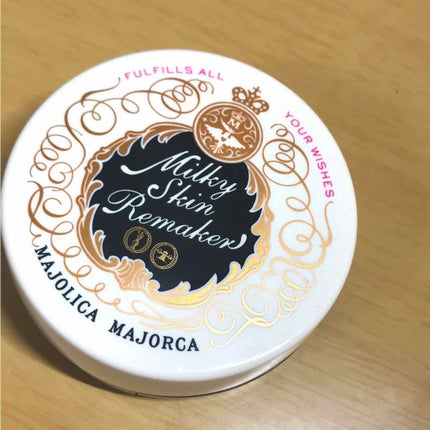 FULFILLS ALL
YOUR WISHES
M
Milky
Skin
Remaker
MAJOLICA MAJORCA